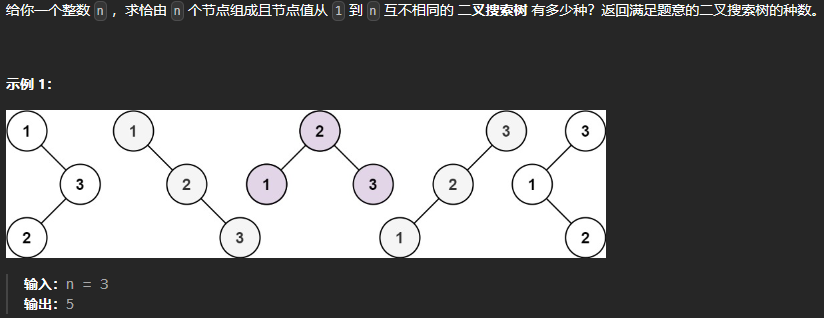 给你一个整数 n ，求恰由 n 个节点组成且节点值从 1 到 n 互不相同的 二叉搜索树 有多少种？返回满足题意的二叉搜索树的种数。
示例 1：
1 1 2 3 3
3 2 1 3 2 1
2 3 1 2
输入：n = 3
输出：5